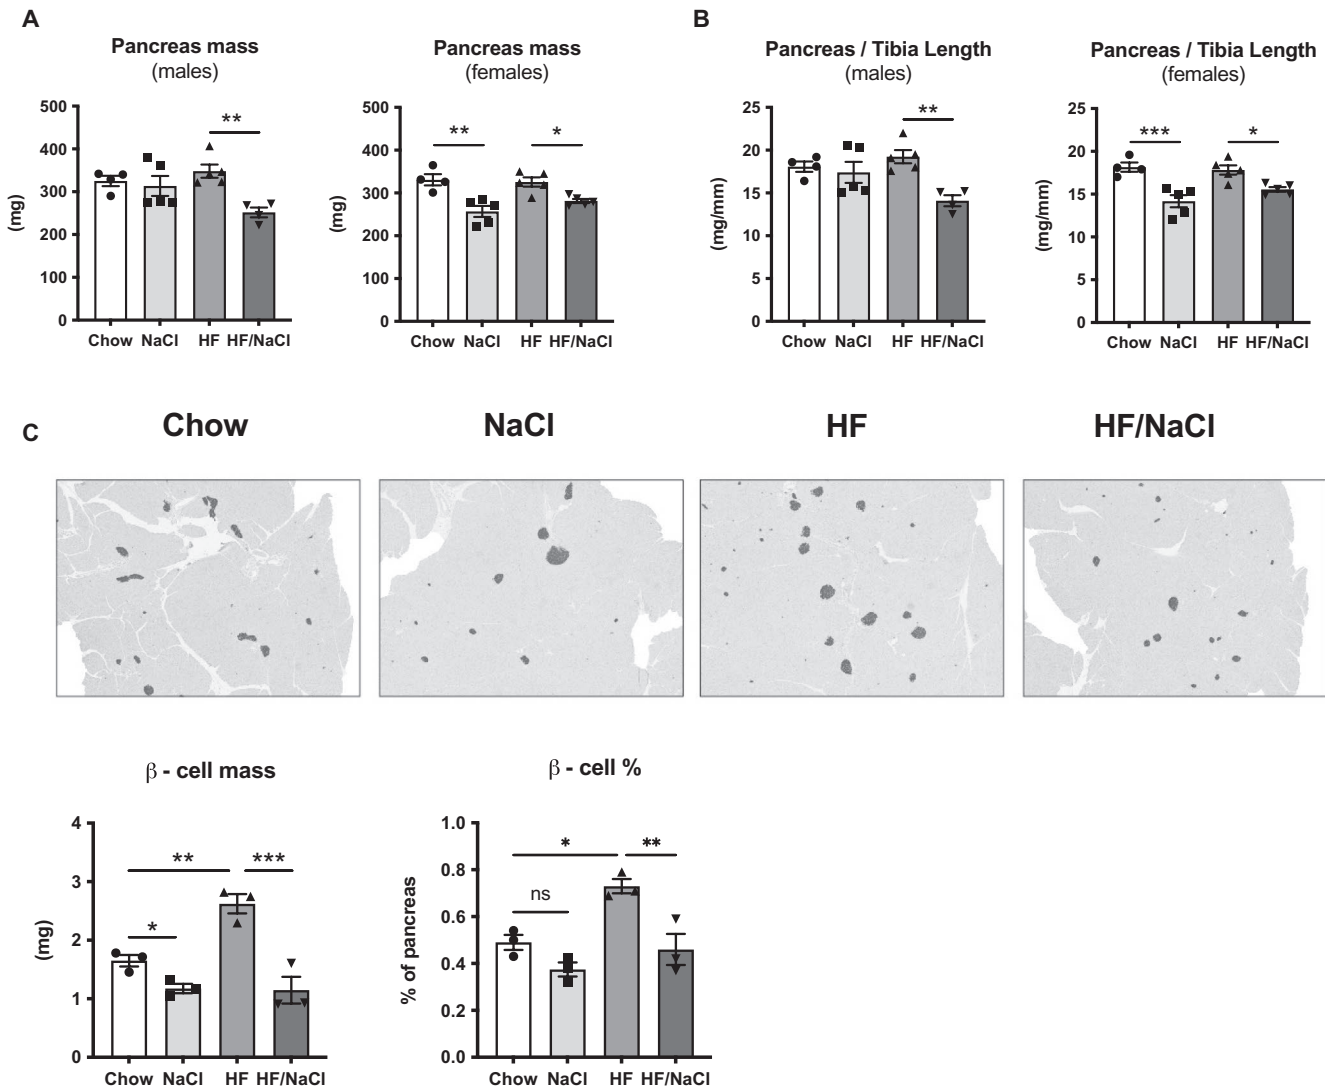 A
B
Pancreas mass
(males)
Pancreas mass
(females)
Pancreas / Tibia Length
(males)
Pancreas / Tibia Length
(females)
500
400
300
200
100
0
(mg)
**
Chow NaCl HF HF/NaCl
500
400
300
200
100
0
(mg)
** *
Chow NaCl HF HF/NaCl
25
20
15
10
5
0
(mg/mm)
**
Chow NaCl HF HF/NaCl
25
20
15
10
5
0
(mg/mm)
*** *
Chow NaCl HF HF/NaCl
C
Chow NaCl HF HF/NaCl
β - cell mass
4
3
2
1
0
(mg)
** ***
*
Chow NaCl HF HF/NaCl
β - cell %
1.0
0.8
0.6
0.4
0.2
0.0
% of pancreas
* **
ns
Chow NaCl HF HF/NaCl